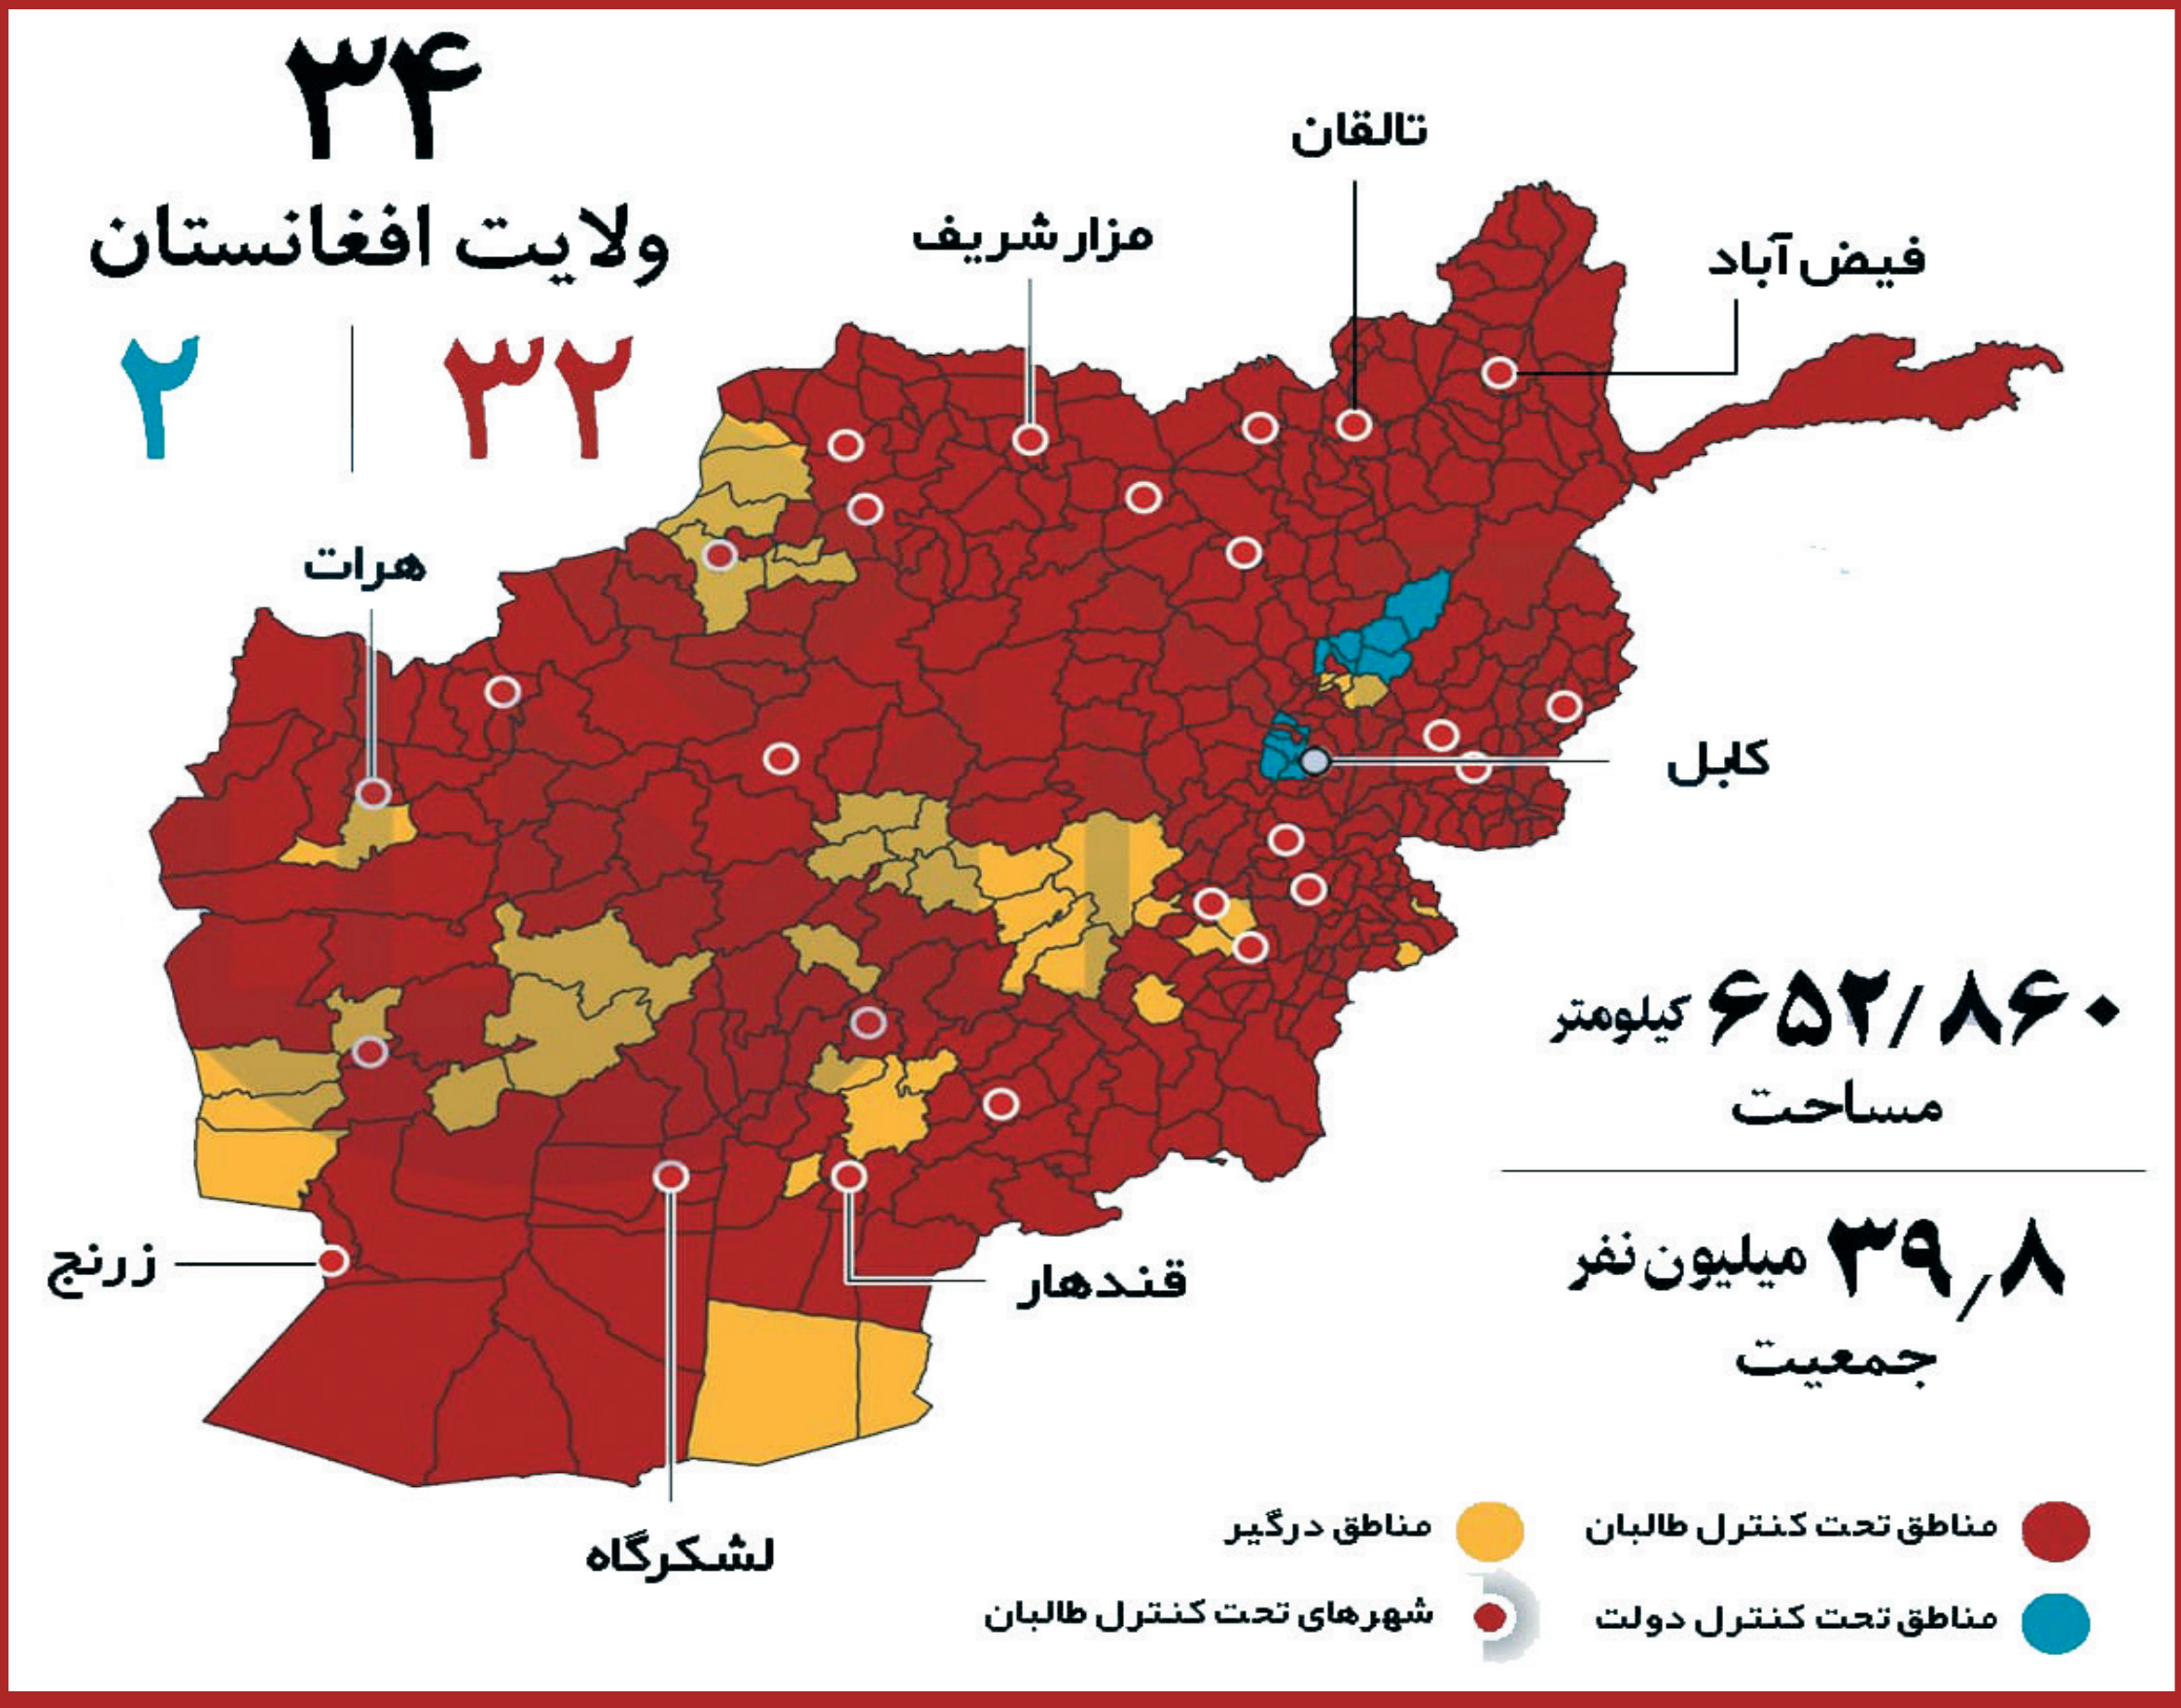 ۳۴
ولایت افغانستان
۳۲
۲
تالقان
مزار شریف
فیض آباد
هرات
کابل
۶۵۲/۸۶۰ کیلومتر
مساحت
۳۹/۸ میلیون نفر
جمعیت
زرنج
قندهار
لشکرگاه
مناطق تحت کنترل طالبان
مناطق درگیر
مناطق تحت کنترل دولت
شهرهای تحت کنترل طالبان